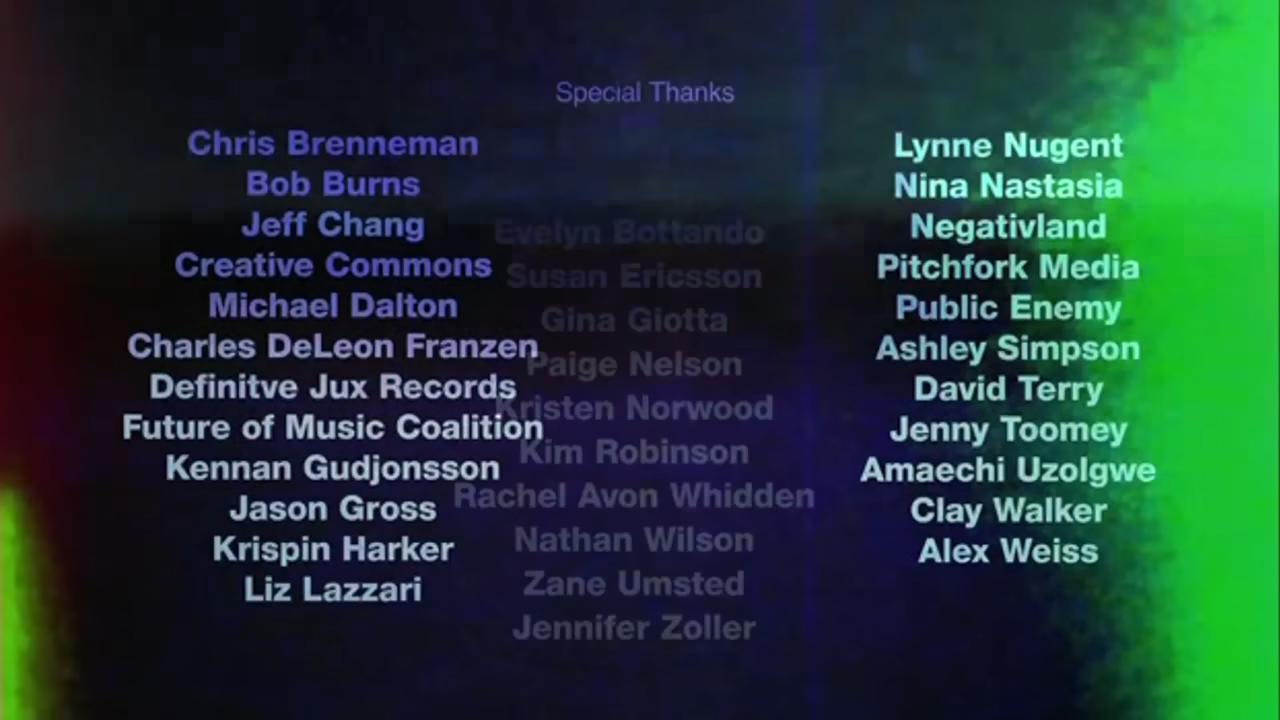 Special Thanks
Chris Brenneman
Bob Burns
Jeff Chang
Creative Commons
Michael Dalton
Charles DeLeon Franzen
Definitve Jux Records
Future of Music Coalition
Kennan Gudjonsson
Jason Gross
Krispin Harker
Liz Lazzari
Evelyn Bottando
Susan Ericsson
Gina Giotta
Paige Nelson
Kristen Norwood
Kim Robinson
Rachel Avon Whidden
Nathan Wilson
Zane Umsted
Jennifer Zoller
Lynne Nugent
Nina Nastasia
Negativland
Pitchfork Media
Public Enemy
Ashley Simpson
David Terry
Jenny Toomey
Amaechi Uzolgwe
Clay Walker
Alex Weiss